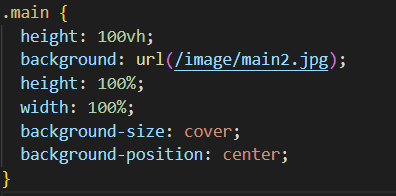 .main {
height: 100vh;
background: url(/image/main2.jpg);
height: 100%;
width: 100%;
background-size: cover;
background-position: center;
}